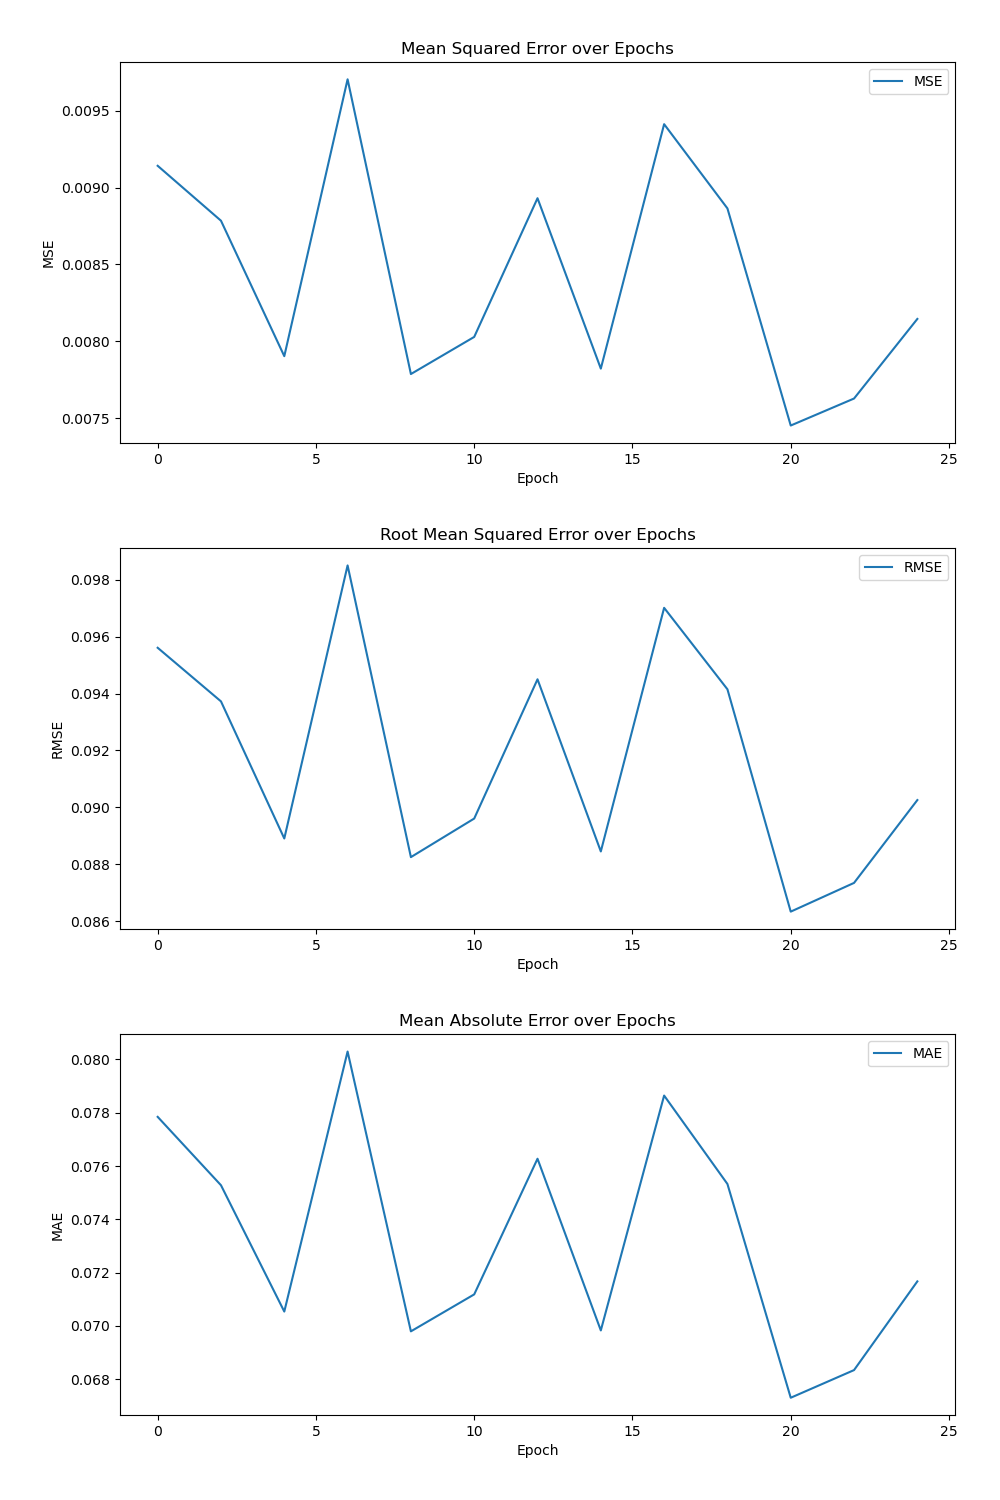 Mean Squared Error over Epochs
MSE
0.0095
0.0090
0.0085
0.0080
0.0075
MSE
0 5 10 15 20 25
Epoch
Root Mean Squared Error over Epochs
RMSE
0.098
0.096
0.094
0.092
0.090
0.088
0.086
RMSE
0 5 10 15 20 25
Epoch
Mean Absolute Error over Epochs
MAE
0.080
0.078
0.076
0.074
0.072
0.070
0.068
MAE
0 5 10 15 20 25
Epoch